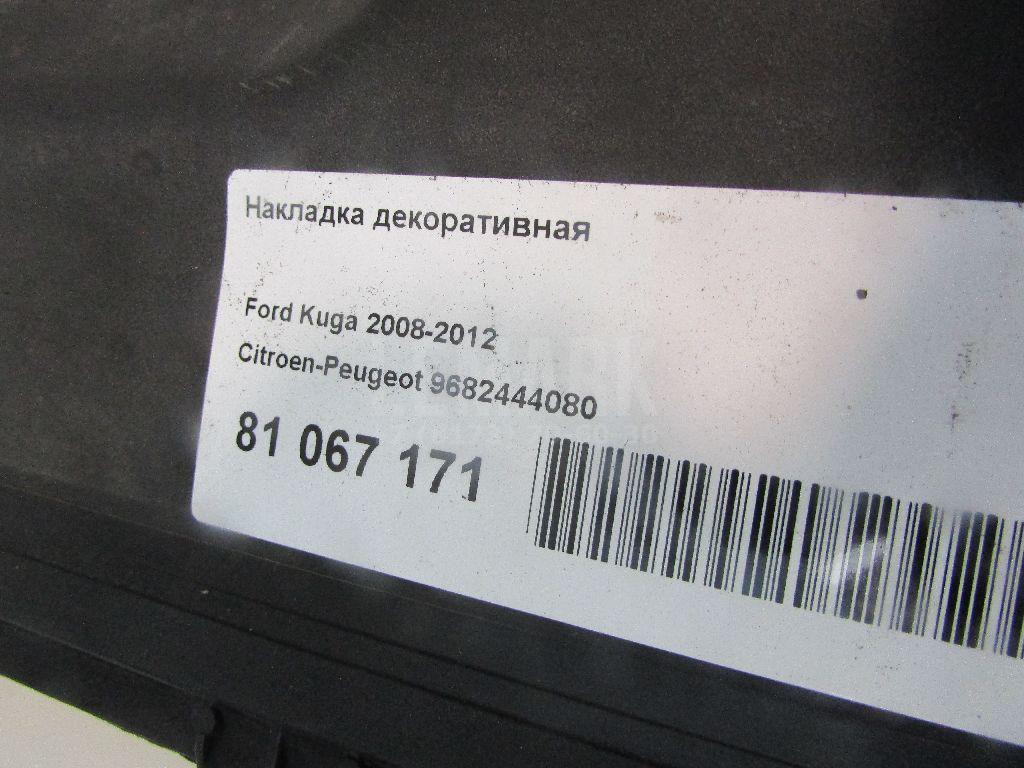 Накладка декоративная
Ford Kuga 2008-2012
Citroen-Peugeot 9682444080
81 067 171